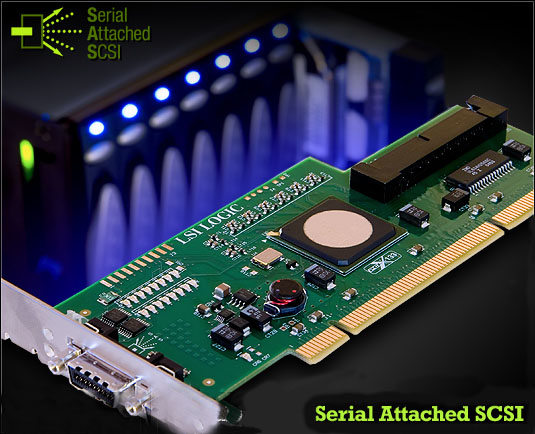 Serial
Attached
SCSI
LSI LOGIC
Serial Attached SCSI